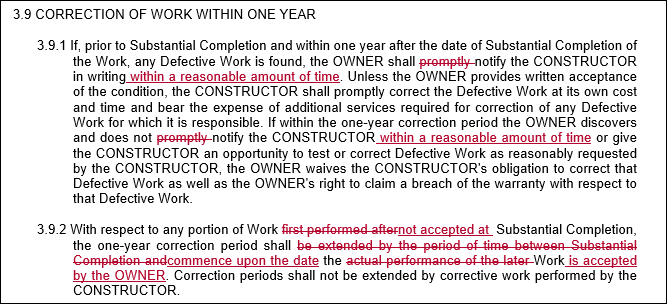 3.9 CORRECTION OF WORK WITHIN ONE YEAR
3.9.1 If, prior to Substantial Completion and within one year after the date of Substantial Completion of
the Work, any Defective Work is found, the OWNER shall promptly notify the CONSTRUCTOR
in writing within a reasonable amount of time. Unless the OWNER provides written acceptance
of the condition, the CONSTRUCTOR shall promptly correct the Defective Work at its own cost
and time and bear the expense of additional services required for correction of any Defective
Work for which it is responsible. If within the one-year correction period the OWNER discovers
and does not promptly notify the CONSTRUCTOR within a reasonable amount of time or give
the CONSTRUCTOR an opportunity to test or correct Defective Work as reasonably requested
by the CONSTRUCTOR, the OWNER waives the CONSTRUCTOR's obligation to correct that
Defective Work as well as the OWNER's right to claim a breach of the warranty with respect to
that Defective Work.
3.9.2 With respect to any portion of Work first performed afternot accepted at Substantial Completion,
the one-year correction period shall be extended by the period of time between Substantial
Completion andcommence upon the date the actual performance of the later Work is accepted
by the OWNER. Correction periods shall not be extended by corrective work performed by the
CONSTRUCTOR.